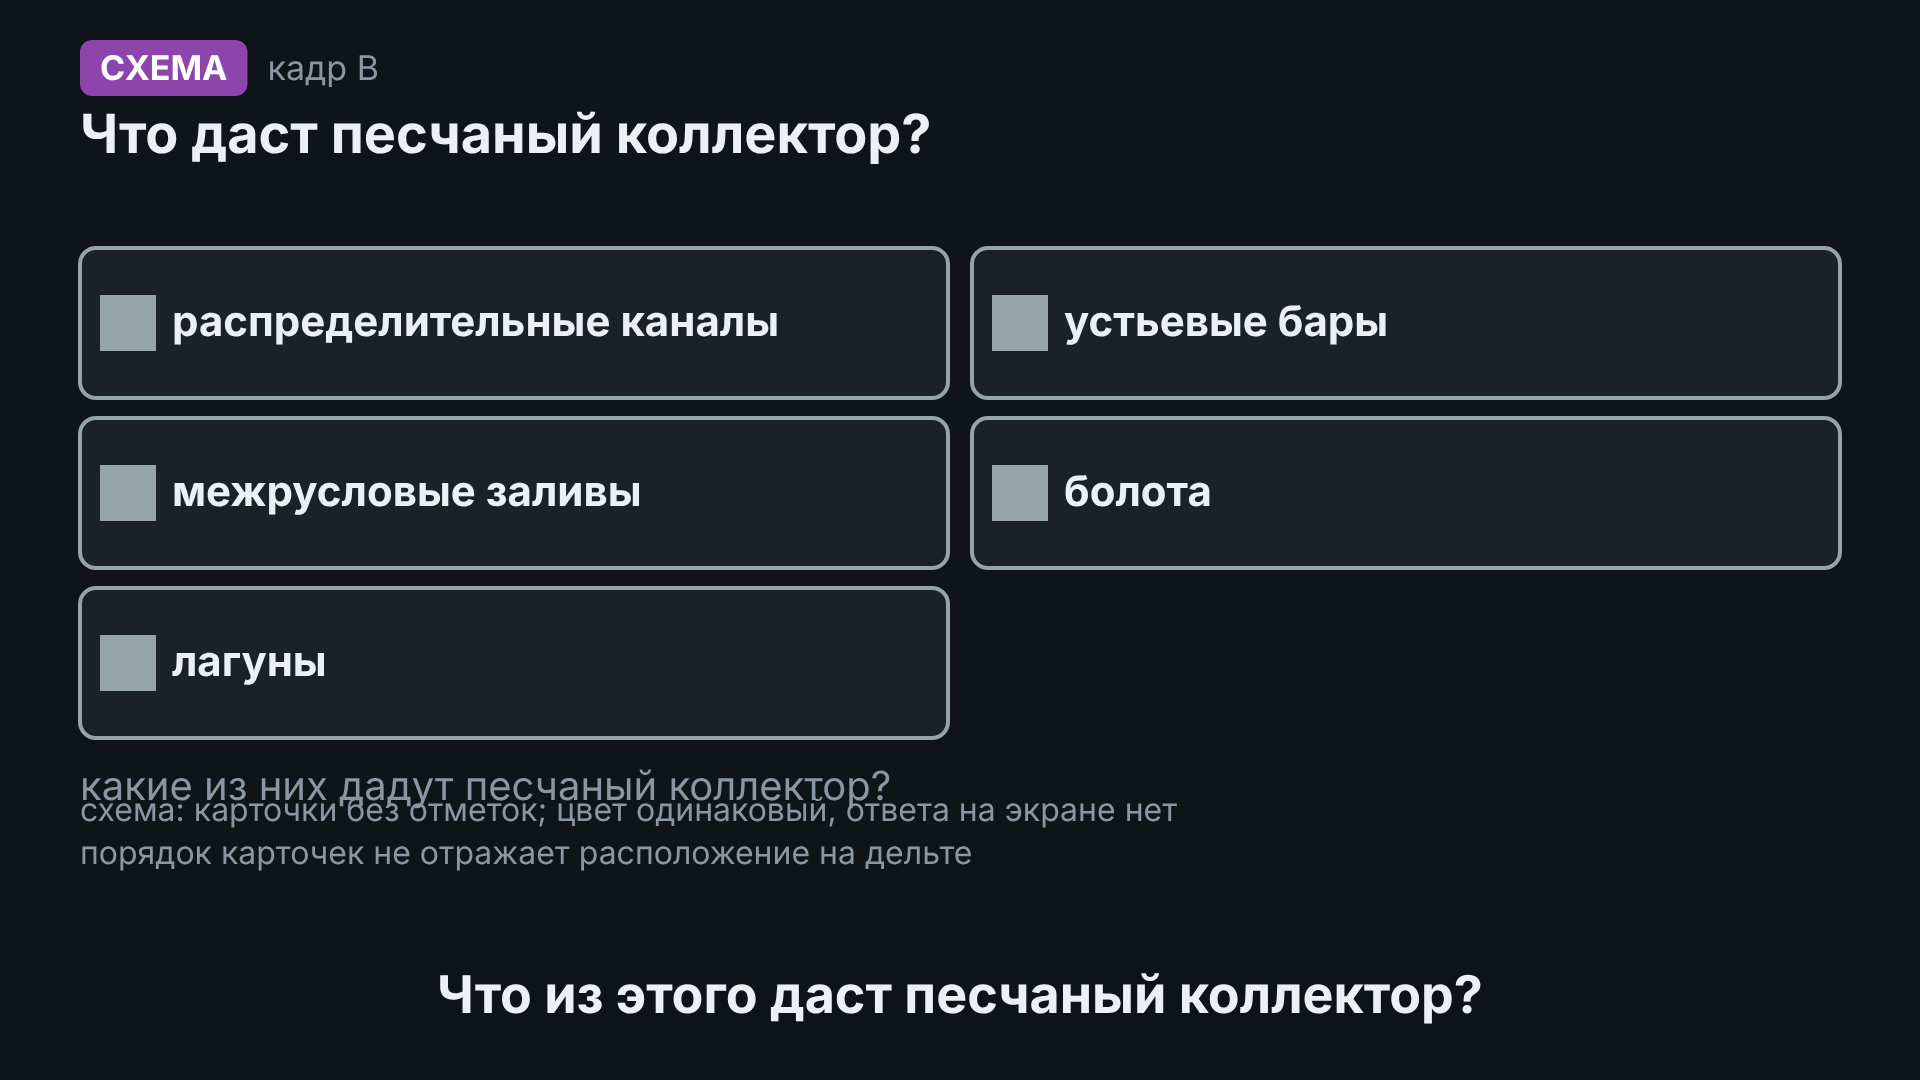 СХЕМА кадр В
Что даст песчаный коллектор?
распределительные каналы
устьевые бары
межрусловые заливы
болота
лагуны
какие из них дадут песчаный коллектор?
схема: карточки без отметок; цвет одинаковый, ответа на экране нет
порядок карточек не отражает расположение на дельте
Что из этого даст песчаный коллектор?